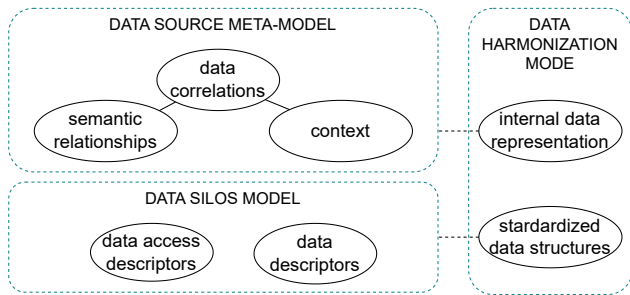 DATA SOURCE META-MODEL
data
correlations
semantic
relationships
context
DATA SILOS MODEL
data access
descriptors
data
descriptors
DATA
HARMONIZATION
MODE
internal data
representation
stardardized
data structures